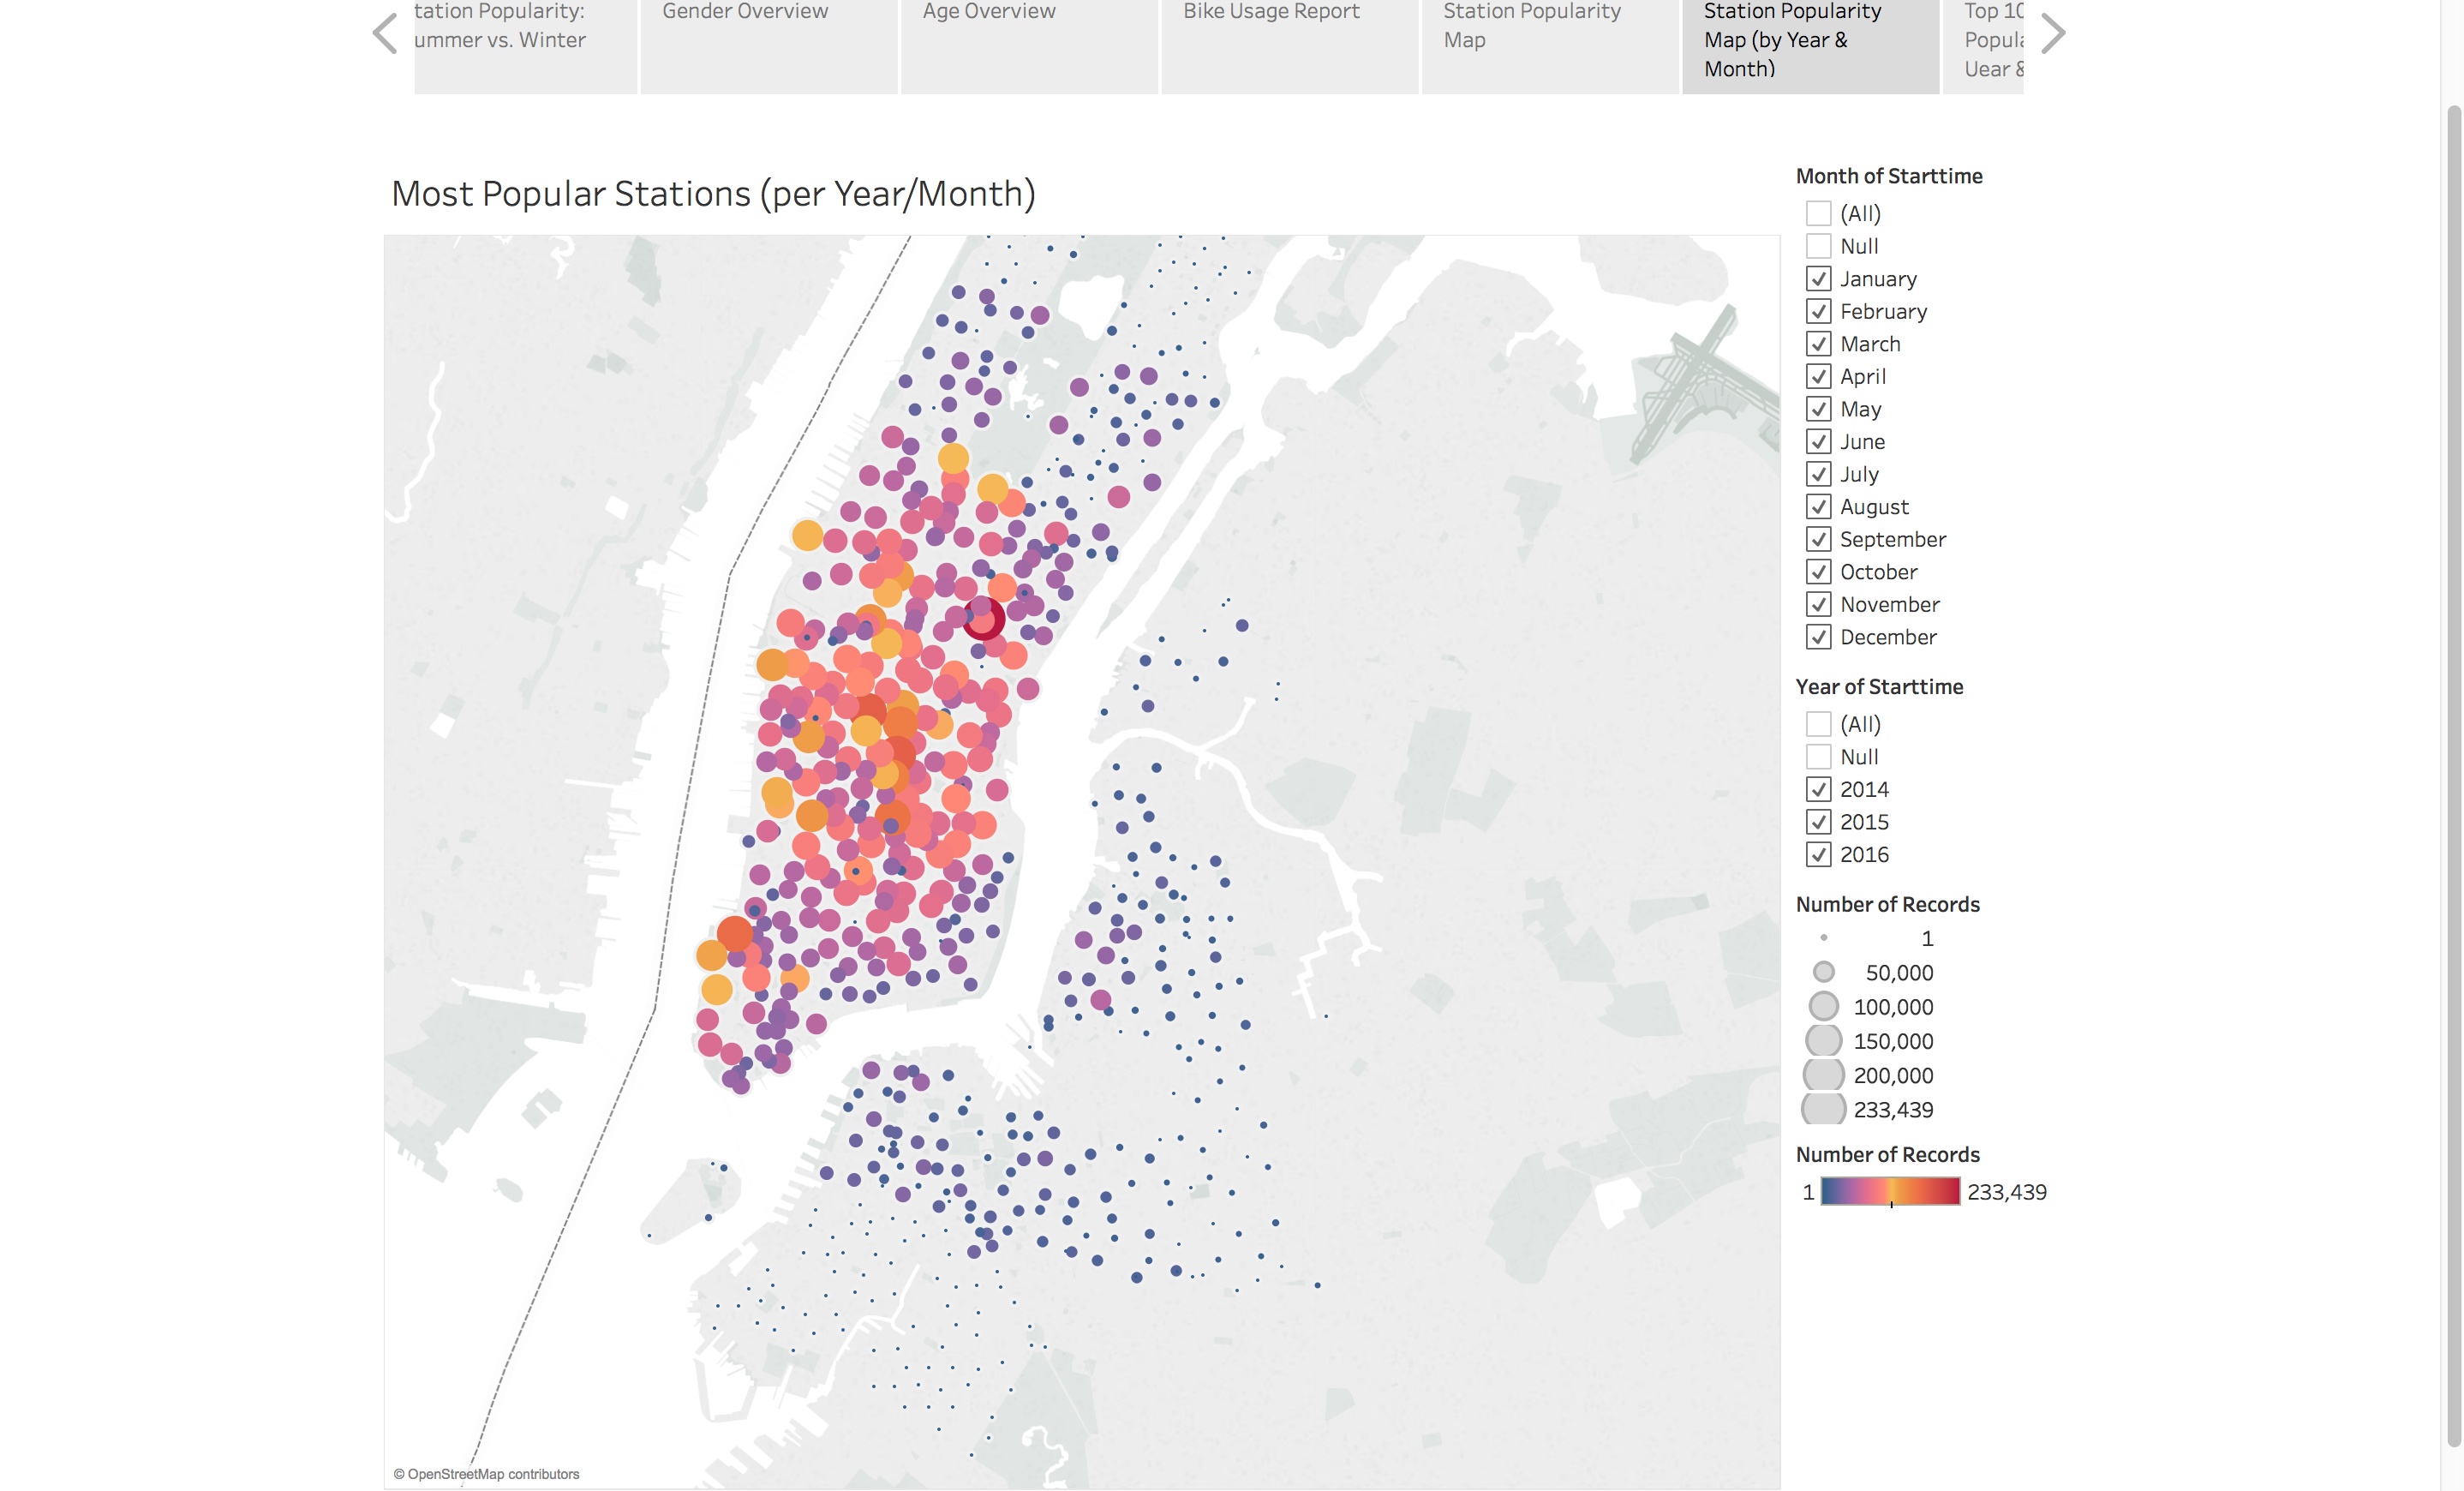 tation Popularity:
ummer vs. Winter
Gender Overview
Age Overview
Bike Usage Report
Station Popularity
Map
Station Popularity
Map (by Year &
Month)
Top 10
Popula
Uear &
Most Popular Stations (per Year/Month)
Month of Starttime
(All)
Null
January
February
March
April
May
June
July
August
September
October
November
December
Year of Starttime
(All)
Null
2014
2015
2016
Number of Records
1
50,000
100,000
150,000
200,000
233,439
Number of Records
1 233,439
© OpenStreetMap contributors